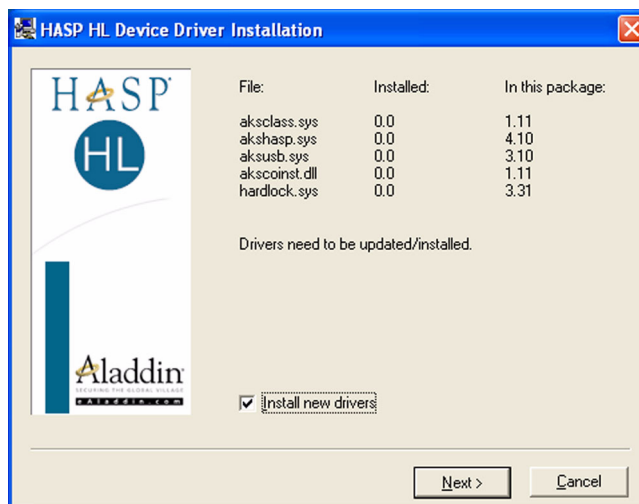 HASP HL Device Driver Installation
HASP
HL
Aladdin
SECURING THE GLOBAL VILLAGE
eAladdin.com
File: Installed: In this package:
aksclass.sys 0.0 1.11
akshasp.sys 0.0 4.10
aksusb.sys 0.0 3.10
akscoinst.dll 0.0 1.11
hardlock.sys 0.0 3.31
Drivers need to be updated/installed.
Install new drivers
Next >
Cancel